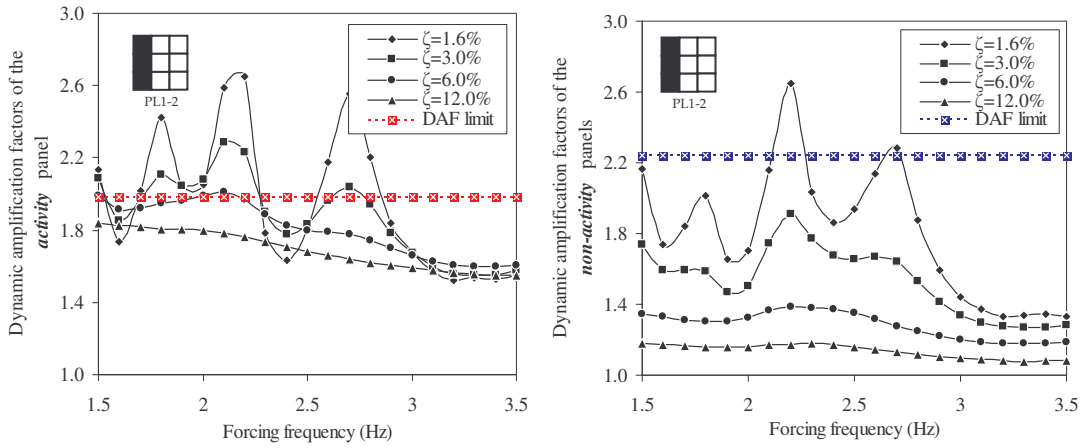 Dynamic amplification factors of the
activity panel
3.0
2.6
2.2
1.8
1.4
1.0
PL1-2
ζ=1.6%
ζ=3.0%
ζ=6.0%
ζ=12.0%
DAF limit
1.5
2
2.5
3
3.5
Forcing frequency (Hz)
Dynamic amplification factors of the
non-activity panels
3.0
2.6
2.2
1.8
1.4
1.0
PL1-2
ζ=1.6%
ζ=3.0%
ζ=6.0%
ζ=12.0%
DAF limit
1.5
2
2.5
3
3.5
Forcing frequency (Hz)